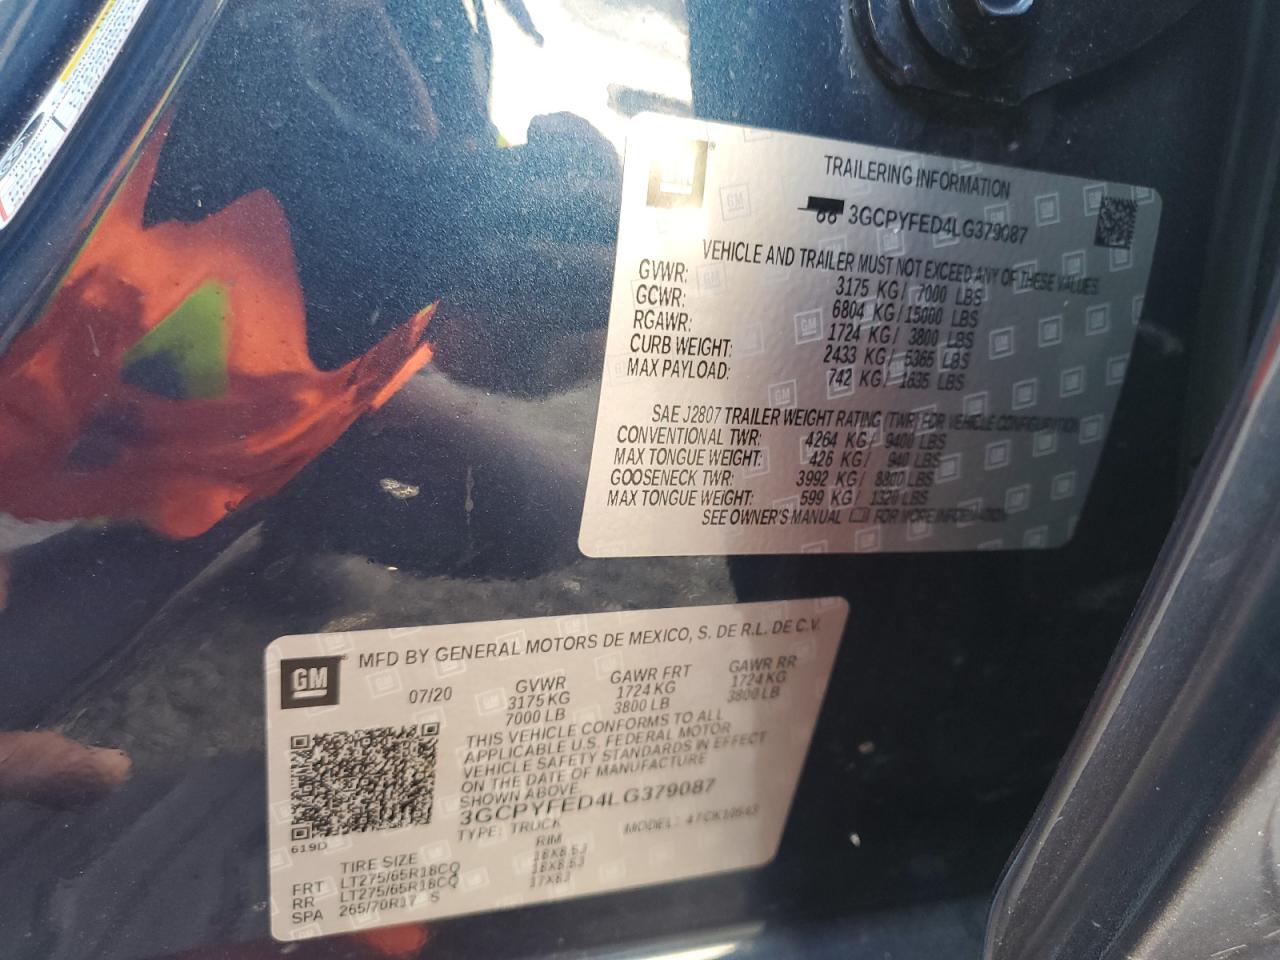 GM
TRAILERING INFORMATION
3GCPYFED4LG379087
VEHICLE AND TRAILER MUST NOT EXCEED ANY OF THESE VALUES
GVWR: 3175 KG/ 7000 LBS
GCWR: 6804 KG/15000 LBS
RGAWR: 1724 KG/ 3800 LBS
CURB WEIGHT: 2433 KG/ 5365 LBS
MAX PAYLOAD: 742 KG/ 1635 LBS
SAE J2807 TRAILER WEIGHT RATING (TWR) FOR VEHICLE CONFIGURATION
CONVENTIONAL TWR: 4264 KG/ 9400 LBS
MAX TONGUE WEIGHT: 426 KG/ 940 LBS
GOOSENECK TWR: 3992 KG/ 8800 LBS
MAX TONGUE WEIGHT: 599 KG/ 1320 LBS
SEE OWNER'S MANUAL FOR MORE INFORMATION
GM
MFD BY GENERAL MOTORS DE MEXICO, S. DE R.L. DE C.V.
07/20 GVWR GAWR FRT GAWR RR
3175 KG 1724 KG 1724 KG
7000 LB 3800 LB 3800 LB
THIS VEHICLE CONFORMS TO ALL
APPLICABLE U.S. FEDERAL MOTOR
VEHICLE SAFETY STANDARDS IN EFFECT
ON THE DATE OF MANUFACTURE
SHOWN ABOVE.
3GCPYFED4LG379087
TYPE: TRUCK MODEL:
619D
TIRE SIZE RIM
FRT LT275/65R18CQ 18X8.5J
RR LT275/65R18CQ 18X8.5J
SPA 265/70R17 S 17X8J